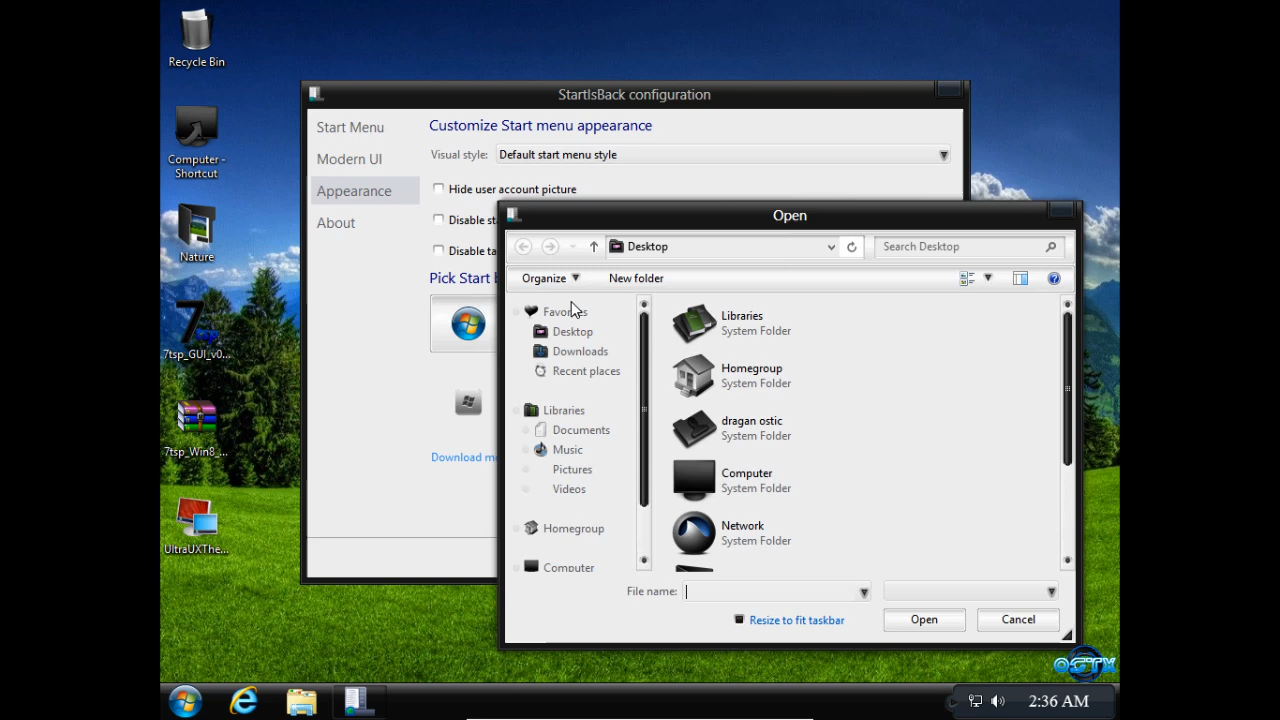 Recycle Bin
Computer -
Shortcut
Nature
7tsp
7tsp_GUI_v0...
7tsp_Win8_...
UltraUXThe...
StartIsBack configuration
Start Menu
Modern UI
Appearance
About
Customize Start menu appearance
Visual style: Default start menu style
Hide user account picture
Disable st
Disable ta
Pick Start b
Download mo
Open
Desktop
Search Desktop
Organize
New folder
Favorites
Desktop
Downloads
Recent places
Libraries
Documents
Music
Pictures
Videos
Homegroup
Computer
Libraries
System Folder
Homegroup
System Folder
dragan ostic
System Folder
Computer
System Folder
Network
System Folder
File name:
Resize to fit taskbar
Open
Cancel
OGTX
2:36 AM